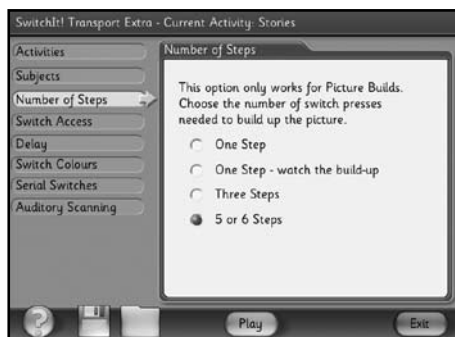 SwitchIt! Transport Extra - Current Activity: Stories
Activities
Subjects
Number of Steps
Switch Access
Delay
Switch Colours
Serial Switches
Auditory Scanning
Number of Steps
This option only works for Picture Builds.
Choose the number of switch presses
needed to build up the picture.
One Step
One Step - watch the build-up
Three Steps
5 or 6 Steps
?
Play
Exit